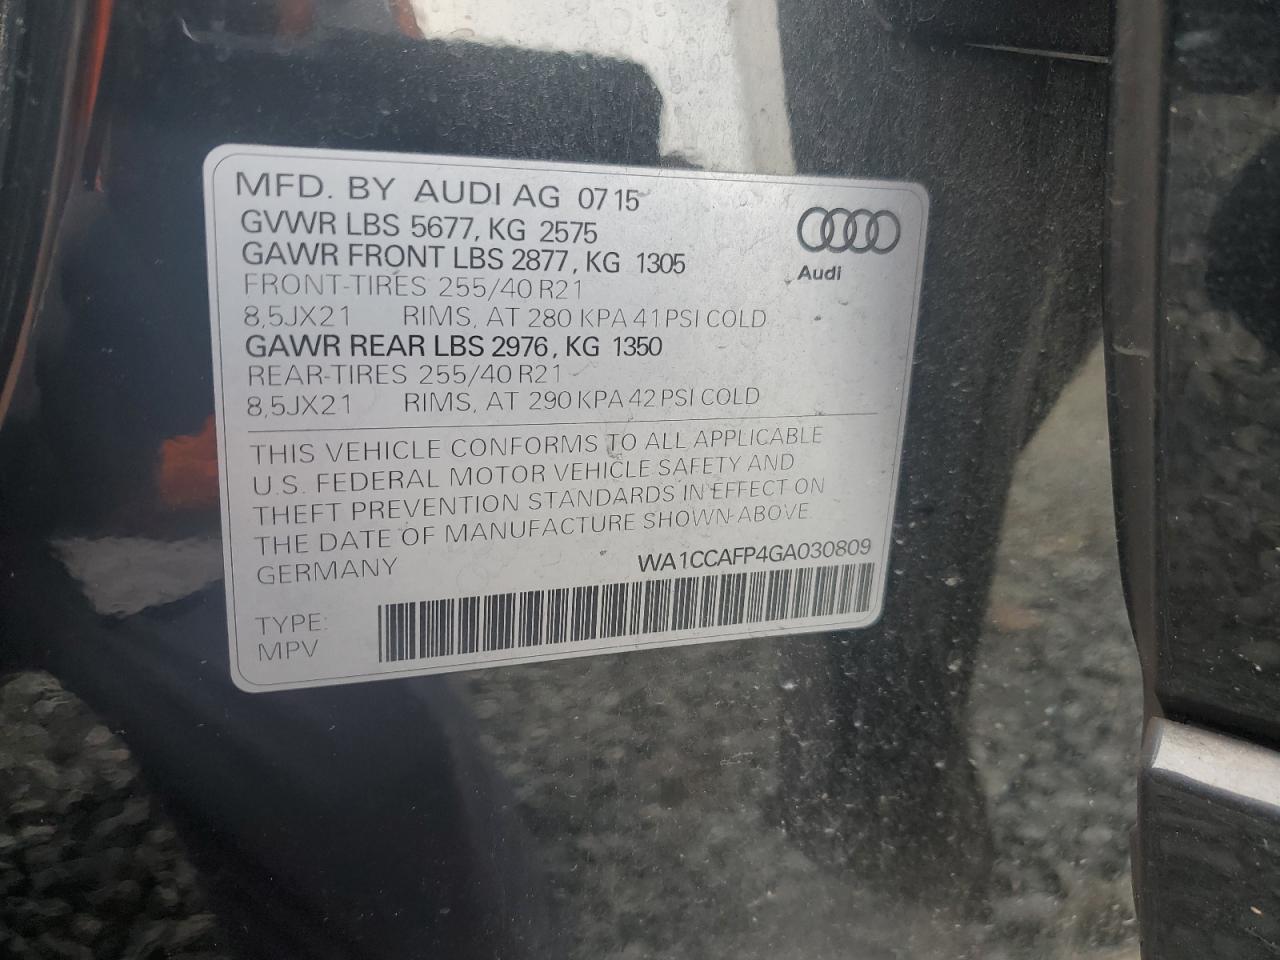 MFD. BY AUDI AG 07 15
GVWR LBS 5677, KG 2575
GAWR FRONT LBS 2877, KG 1305
FRONT-TIRES 255/40 R21
8,5JX21 RIMS, AT 280 KPA 41 PSI COLD
GAWR REAR LBS 2976, KG 1350
REAR-TIRES 255/40 R21
8,5JX21 RIMS, AT 290 KPA 42 PSI COLD
Audi
THIS VEHICLE CONFORMS TO ALL APPLICABLE
U.S. FEDERAL MOTOR VEHICLE SAFETY AND
THEFT PREVENTION STANDARDS IN EFFECT ON
THE DATE OF MANUFACTURE SHOWN ABOVE
GERMANY
WA1CCAFP4GA030809
TYPE:
MPV